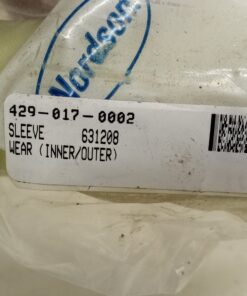 Nordson
429-017-0002
SLEEVE 631208
WEAR (INNER/OUTER)